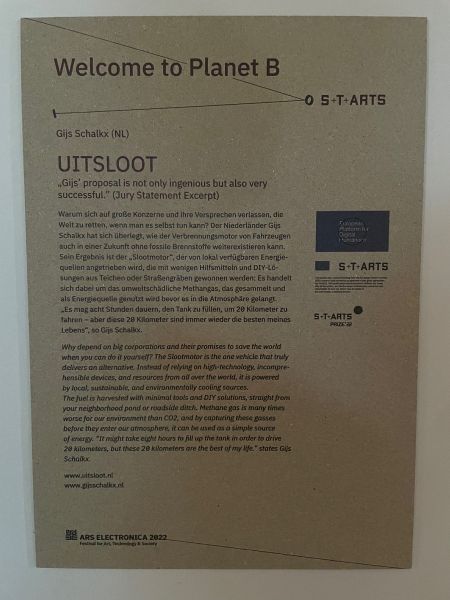 Welcome to Planet B
S+T+ARTS
Gijs Schalkx (NL)
UITSLOOT
„Gijs' proposal is not only ingenious but also very
successful.” (Jury Statement Excerpt)
Warum sich auf große Konzerne und ihre Versprechen verlassen, die
Welt zu retten, wenn man es selbst tun kann? Der Niederländer Gijs
Schalkx hat sich überlegt, wie der Verbrennungsmotor von Fahrzeugen
auch in einer Zukunft ohne fossile Brennstoffe weiterexistieren kann.
Sein Ergebnis ist der „Slootmotor”, der von lokal verfügbaren Energie-
quellen angetrieben wird, die mit wenigen Hilfsmitteln und DIY-Lö-
sungen aus Teichen oder Straßengräben gewonnen werden: Es handelt
sich dabei um das umweltschädliche Methangas, das gesammelt und
als Energiequelle genutzt wird bevor es in die Atmosphäre gelangt.
„Es mag acht Stunden dauern, den Tank zu füllen, um 20 Kilometer zu
fahren – aber diese 20 Kilometer sind immer wieder die besten meines
Lebens”, so Gijs Schalkx.
Why depend on big corporations and their promises to save the world
when you can do it yourself? The Slootmotor is the one vehicle that truly
delivers an alternative. Instead of relying on high-technology, incompre-
hensible devices, and resources from all over the world, it is powered
by local, sustainable, and environmentally cooling sources.
The fuel is harvested with minimal tools and DIY solutions, straight from
your neighborhood pond or roadside ditch. Methane gas is many times
worse for our environment than CO2, and by capturing these gasses
before they enter our atmosphere, it can be used as a simple source
of energy. “It might take eight hours to fill up the tank in order to drive
20 kilometers, but these 20 kilometers are the best of my life.” states Gijs
Schalkx.
www.uitsloot.nl
www.gijsschalkx.nl
European
Platform for
Digital
Humanism
S+T+ARTS
S+T+ARTS
PRIZE'22
ARS ELECTRONICA 2022
Festival for Art, Technology & Society